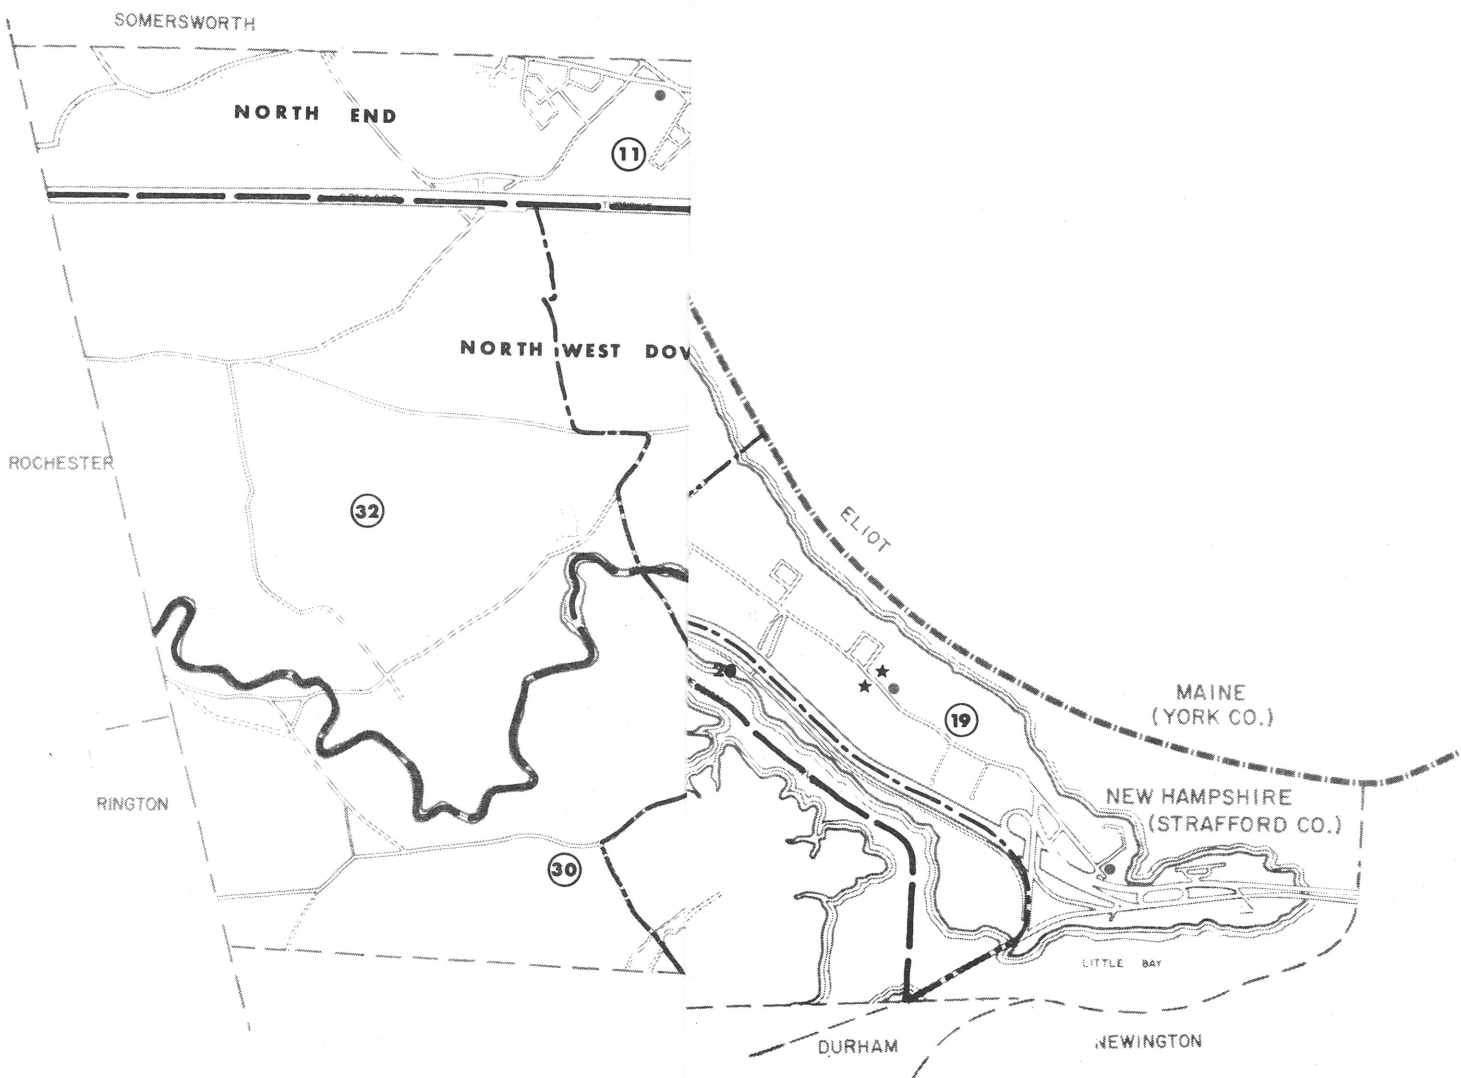 SOMERSWORTH
NORTH END
11
NORTH WEST DOV
ELIOT
ROCHESTER
32
20
19
MAINE
(YORK CO.)
RINGTON
NEW HAMPSHIRE
(STRAFFORD CO.)
30
LITTLE BAY
DURHAM
NEWINGTON